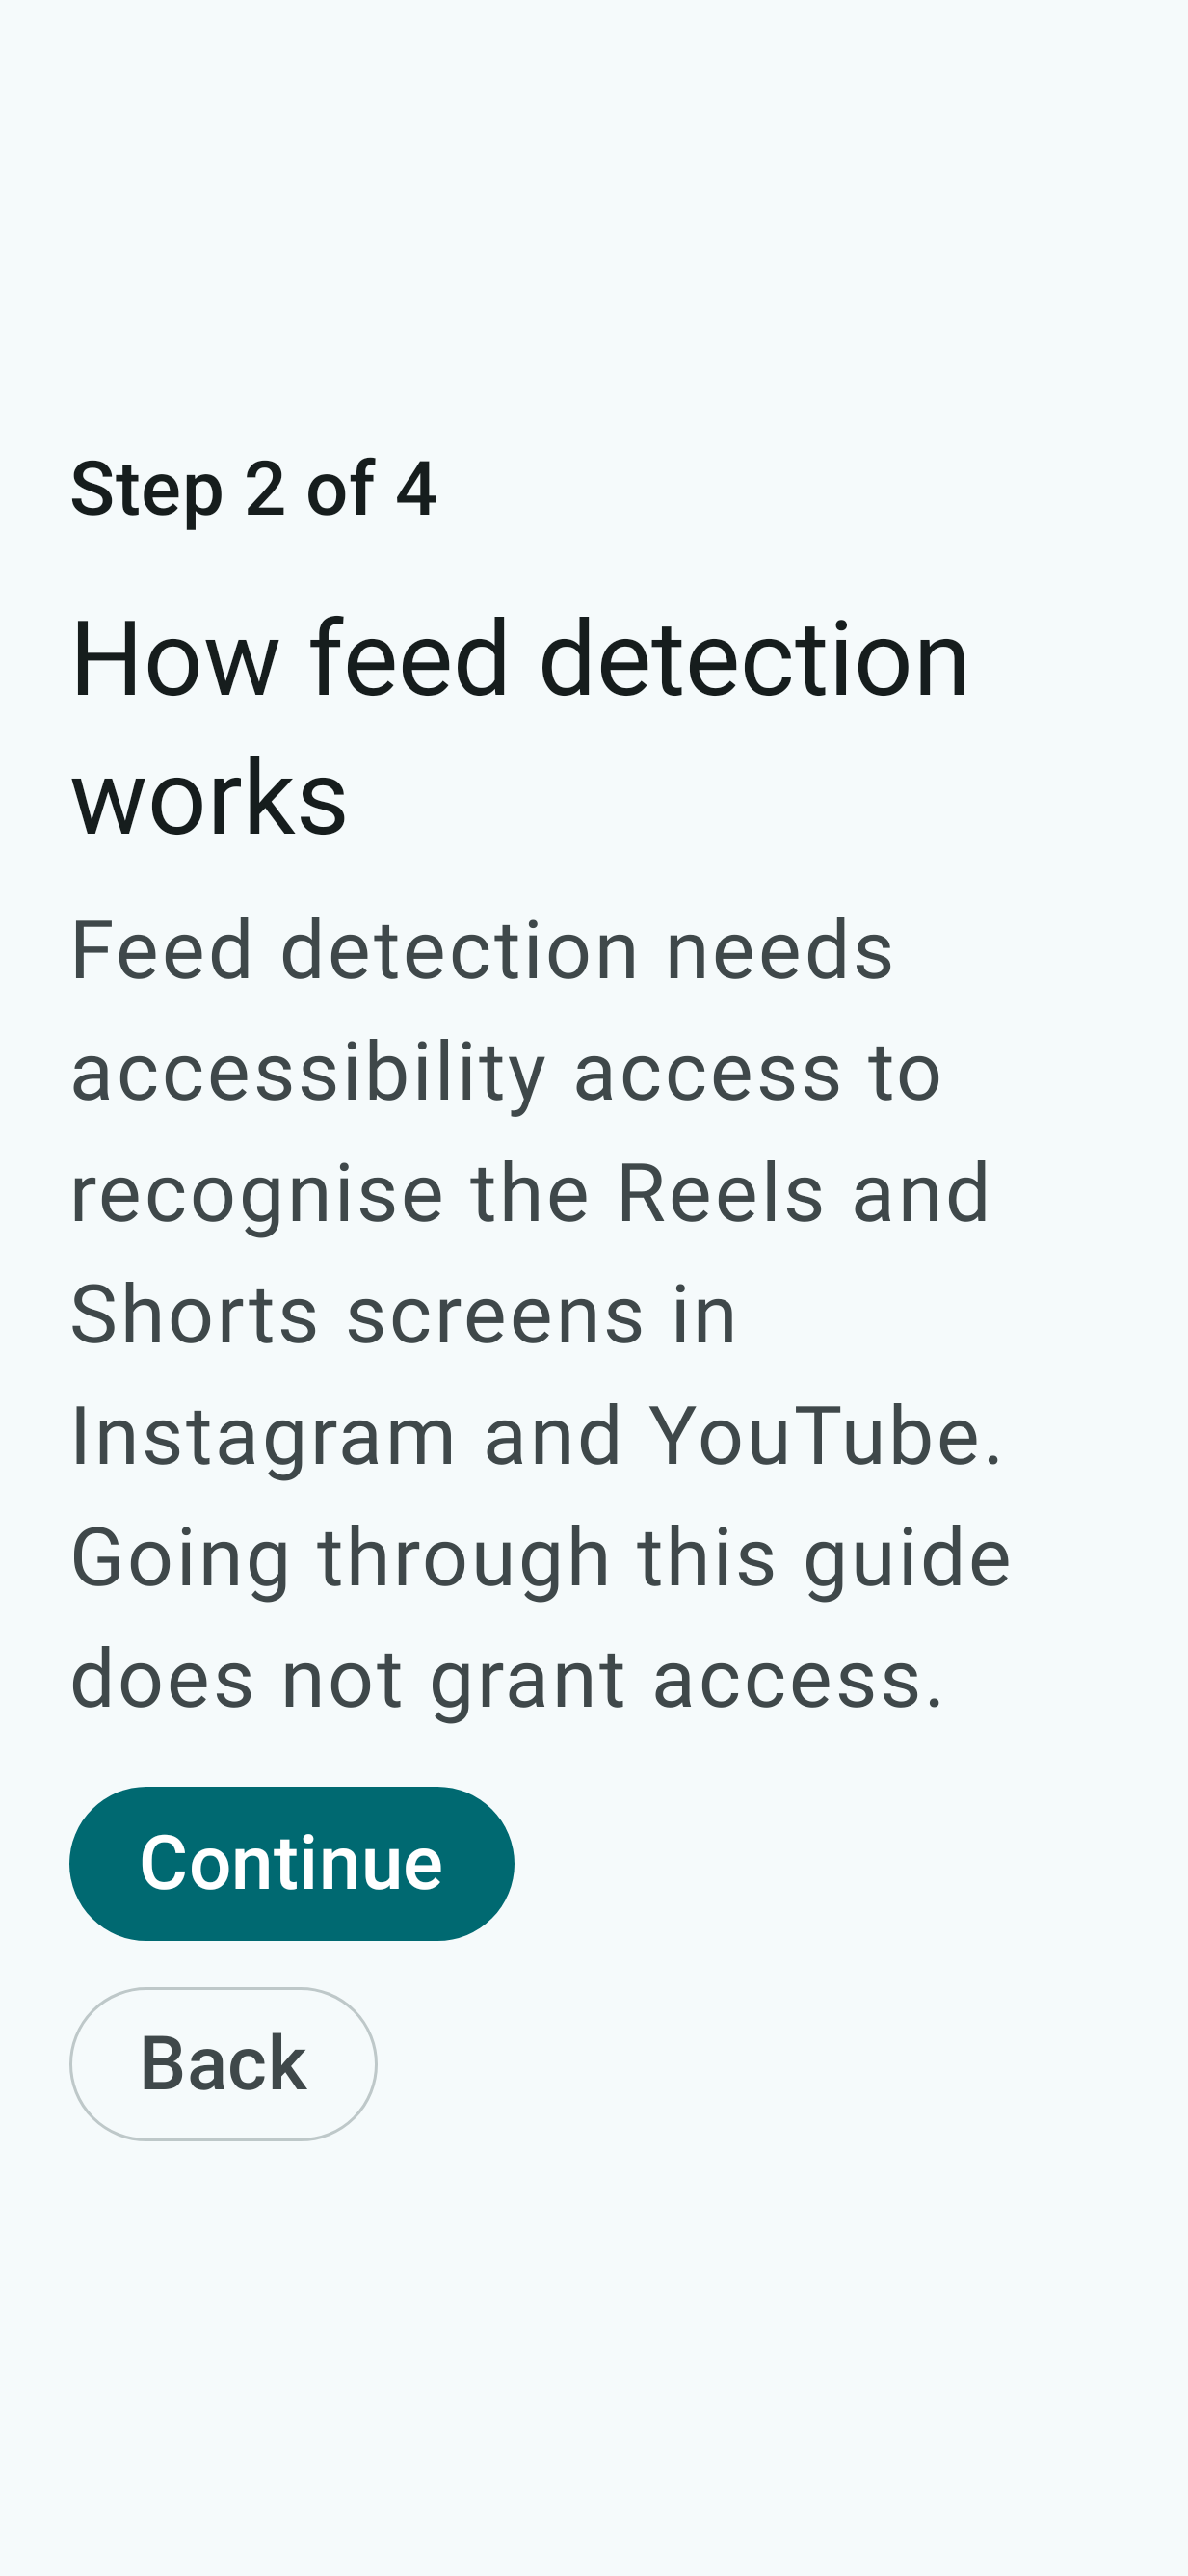 Step 2 of 4
How feed detection
works
Feed detection needs
accessibility access to
recognise the Reels and
Shorts screens in
Instagram and YouTube.
Going through this guide
does not grant access.
Continue
Back